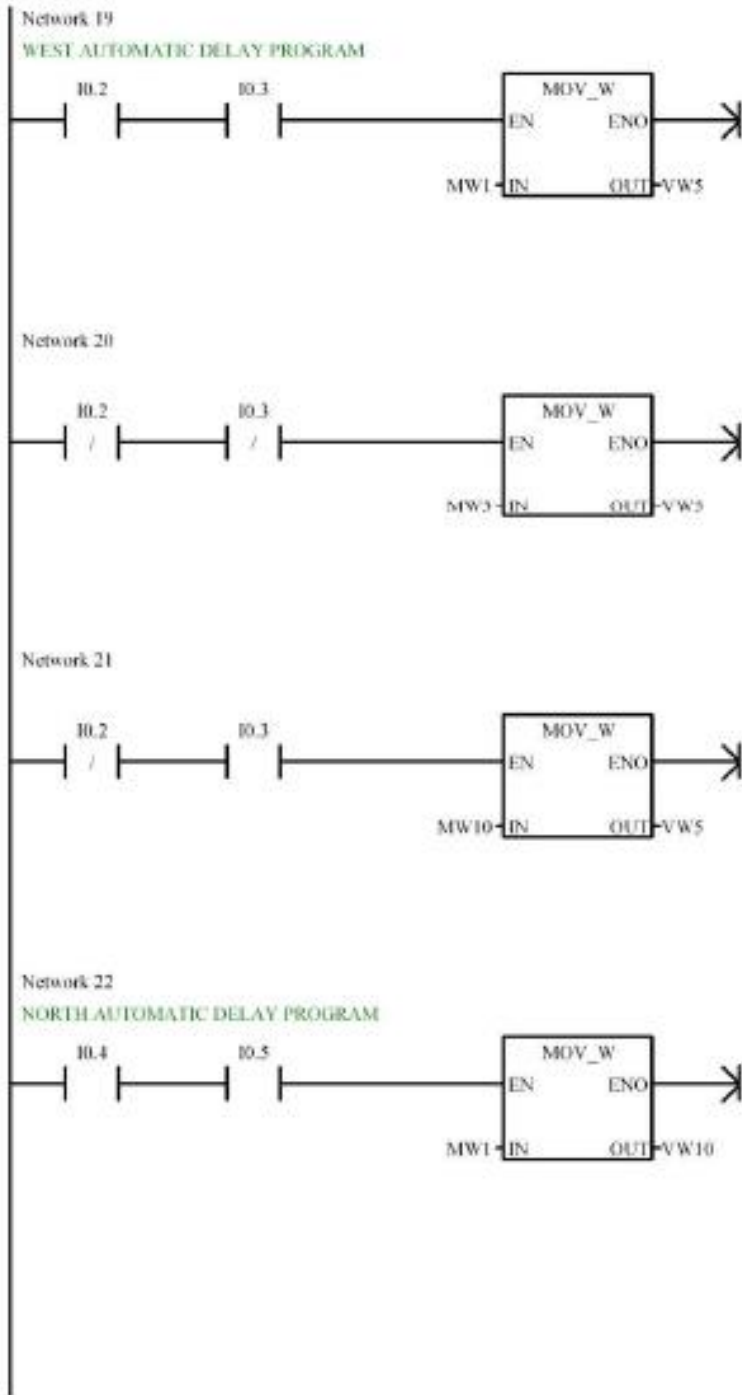 Network 19
WEST AUTOMATIC DELAY PROGRAM
I0.2 I0.3 MOV_W
/EN ENO
MW1 IN OUT VW5
Network 20
I0.2 I0.3 MOV_W
/ / EN ENO
MW5 IN OUT VW5
Network 21
I0.2 I0.3 MOV_W
/ EN ENO
MW10 IN OUT VW5
Network 22
NORTH AUTOMATIC DELAY PROGRAM
I0.4 I0.5 MOV_W
EN ENO
MW1 IN OUT VW10